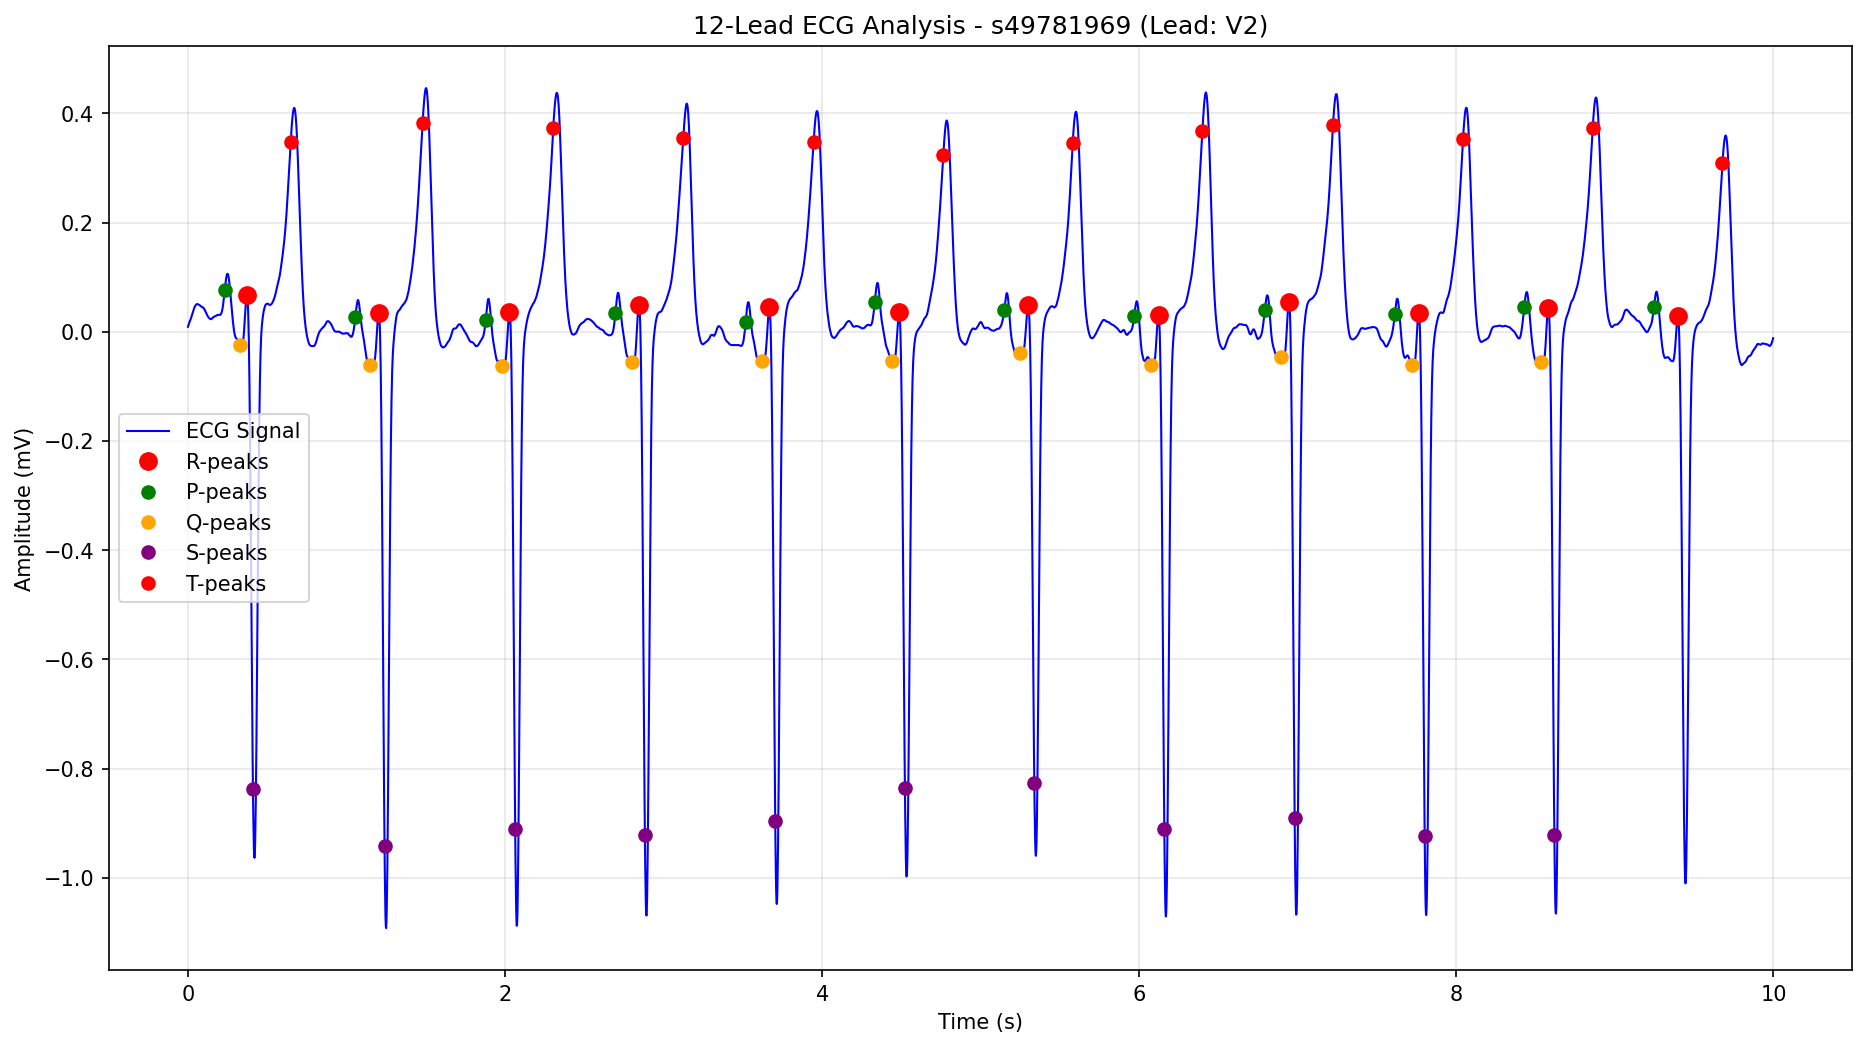 12-Lead ECG Analysis - s49781969 (Lead: V2)
Amplitude (mV)
0.4
0.2
0.0
−0.2
−0.4
−0.6
−0.8
−1.0
ECG Signal
R-peaks
P-peaks
Q-peaks
S-peaks
T-peaks
0 2 4 6 8 10
Time (s)